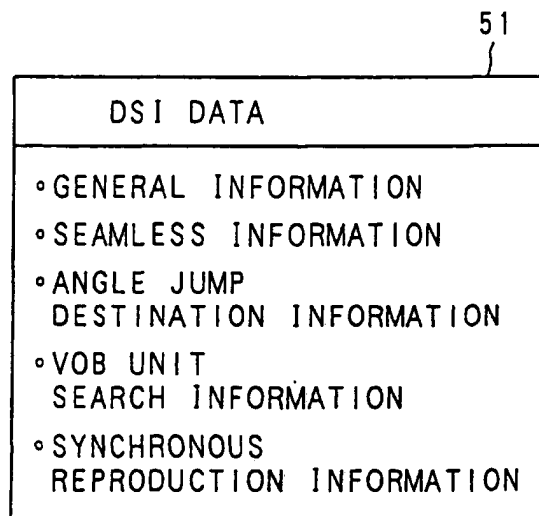 51
DSI DATA
∘GENERAL INFORMATION
∘SEAMLESS INFORMATION
∘ANGLE JUMP
DESTINATION INFORMATION
∘VOB UNIT
SEARCH INFORMATION
∘SYNCHRONOUS
REPRODUCTION INFORMATION